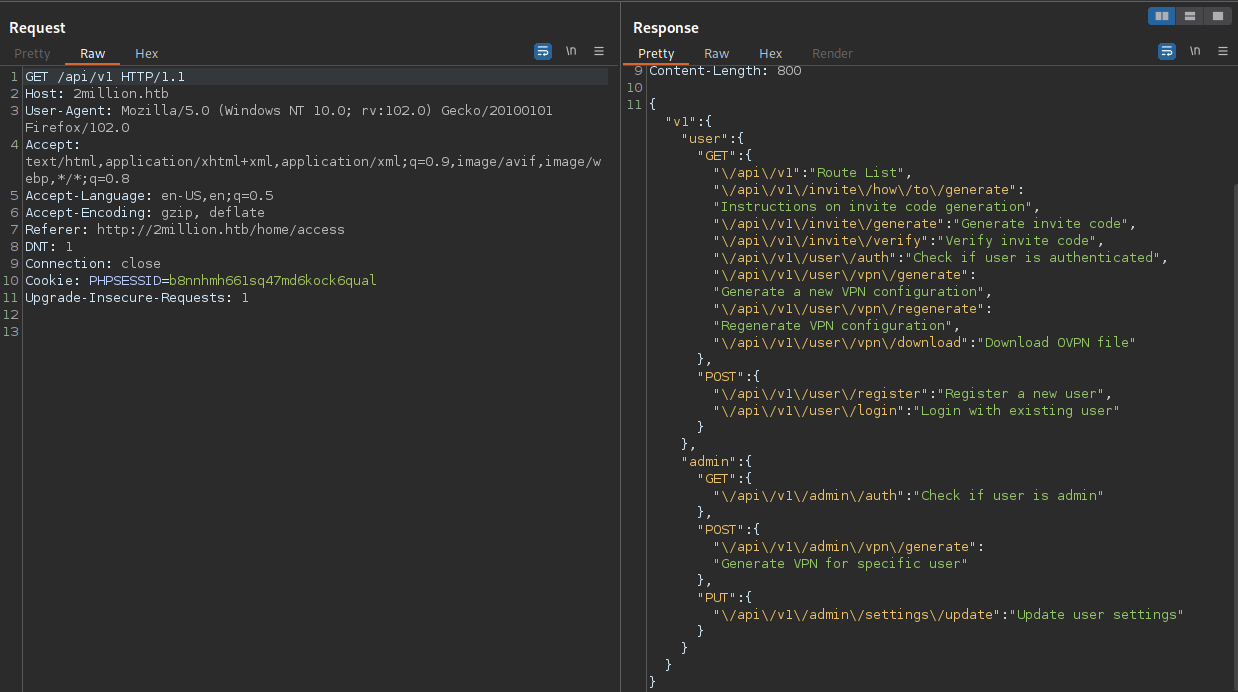 Request
Pretty Raw Hex \n
1 GET /api/v1 HTTP/1.1
2 Host: 2million.htb
3 User-Agent: Mozilla/5.0 (Windows NT 10.0; rv:102.0) Gecko/20100101
Firefox/102.0
4 Accept:
text/html,application/xhtml+xml,application/xml;q=0.9,image/avif,image/w
ebp,*/*;q=0.8
5 Accept-Language: en-US,en;q=0.5
6 Accept-Encoding: gzip, deflate
7 Referer: http://2million.htb/home/access
8 DNT: 1
9 Connection: close
10 Cookie: PHPSESSID=b8nnhmh661sq47md6kock6qual
11 Upgrade-Insecure-Requests: 1
12
13
Response
Pretty Raw Hex Render \n
9 Content-Length: 800
10
11 {
"v1":{
"user":{
"GET":{
"\/api\/v1":"Route List",
"\/api\/v1\/invite\/how\/to\/generate":
"Instructions on invite code generation",
"\/api\/v1\/invite\/generate":"Generate invite code",
"\/api\/v1\/invite\/verify":"Verify invite code",
"\/api\/v1\/user\/auth":"Check if user is authenticated",
"\/api\/v1\/user\/vpn\/generate":
"Generate a new VPN configuration",
"\/api\/v1\/user\/vpn\/regenerate":
"Regenerate VPN configuration",
"\/api\/v1\/user\/vpn\/download":"Download OVPN file"
},
"POST":{
"\/api\/v1\/user\/register":"Register a new user",
"\/api\/v1\/user\/login":"Login with existing user"
}
},
"admin":{
"GET":{
"\/api\/v1\/admin\/auth":"Check if user is admin"
},
"POST":{
"\/api\/v1\/admin\/vpn\/generate":
"Generate VPN for specific user"
},
"PUT":{
"\/api\/v1\/admin\/settings\/update":"Update user settings"
}
}
}
}